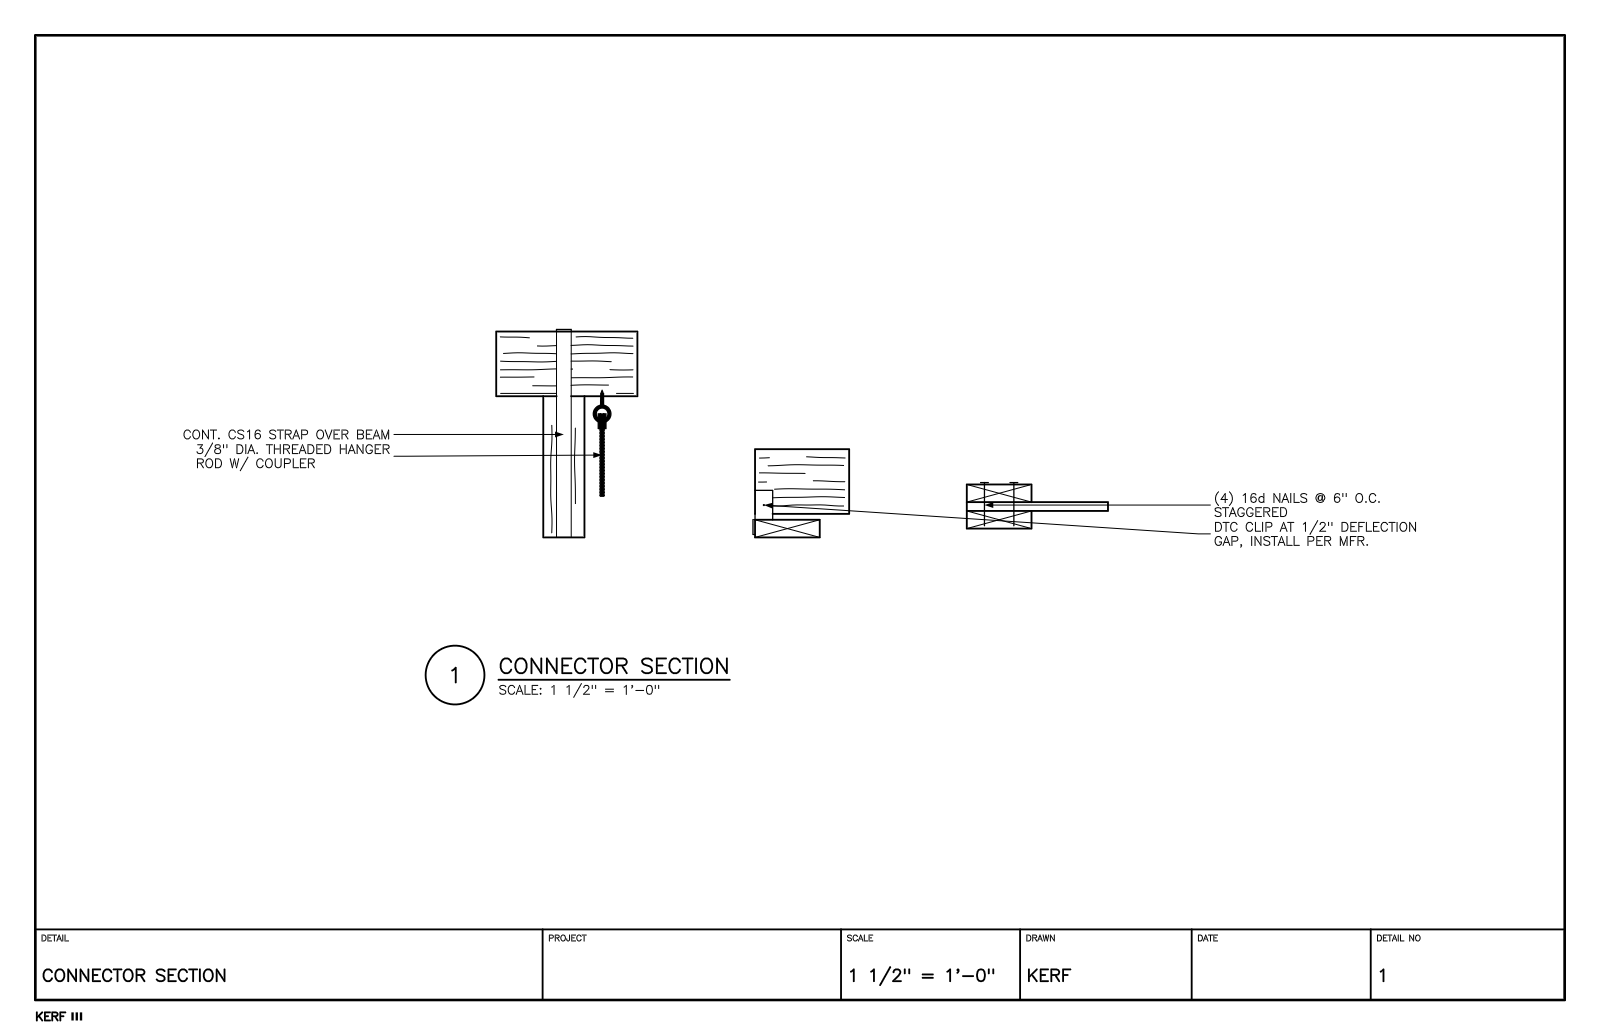 CONT. CS16 STRAP OVER BEAM
3/8" DIA. THREADED HANGER
ROD W/ COUPLER
(4) 16d NAILS @ 6" O.C.
STAGGERED
DTC CLIP AT 1/2" DEFLECTION
GAP, INSTALL PER MFR.
1
CONNECTOR SECTION
SCALE: 1 1/2" = 1'-0"
DETAIL
CONNECTOR SECTION
PROJECT
SCALE
1 1/2" = 1'-0"
DRAWN
KERF
DATE
DETAIL NO
1
KERF III